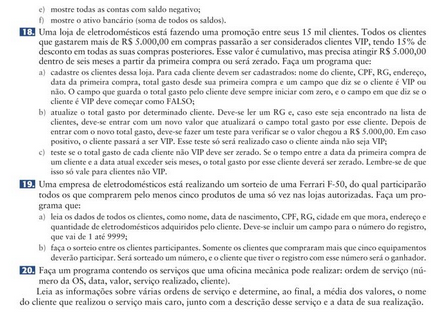 e) mostre todas as contas com saldo negativo;
f) mostre o ativo bancário (soma de todos os saldos).
18. Uma loja de eletrodomésticos está fazendo uma promoção entre seus 15 mil clientes. Todos os clientes
que gastarem mais de R$ 5.000,00 em compras passarão a ser considerados clientes VIP, tendo 15% de
desconto em todas as suas compras posteriores. Esse valor é cumulativo, mas precisa atingir R$ 5.000,00
dentro de seis meses a partir da primeira compra ou será zerado. Faça um programa que:
a) cadastre os clientes dessa loja. Para cada cliente devem ser cadastrados: nome do cliente, CPF, RG, endereço,
data da primeira compra, total gasto desde sua primeira compra e um campo que diz se o cliente é VIP ou
não. O campo que guarda o total gasto pelo cliente deve sempre iniciar com zero, e o campo em que diz se o
cliente é VIP deve começar como FALSO;
b) atualize o total gasto por determinado cliente. Deve-se ler um RG e, caso este seja encontrado na lista de
clientes, deve-se entrar com um novo valor que atualizará o campo total gasto por esse cliente. Depois de
entrar com o novo total gasto, deve-se fazer um teste para verificar se o valor chegou a R$ 5.000,00. Em caso
positivo, o cliente passará a ser VIP. Esse teste só será realizado caso o cliente ainda não seja VIP;
c) teste se o total gasto de cada cliente não VIP deve ser zerado. Se o tempo entre a data da primeira compra de
um cliente e a data atual exceder seis meses, o total gasto por esse cliente deverá ser zerado. Lembre-se de que
isso só vale para clientes não VIP.
19. Uma empresa de eletrodomésticos está realizando um sorteio de uma Ferrari F-50, do qual participarão
todos os que comprarem pelo menos cinco produtos de uma só vez nas lojas autorizadas. Faça um pro-
grama que:
a) leia os dados de todos os clientes, como nome, data de nascimento, CPF, RG, cidade em que mora, endereço e
quantidade de eletrodomésticos adquiridos pelo cliente. Deve-se incluir um campo para o número do registro,
que vai de 1 até 9999;
b) faça o sorteio entre os clientes participantes. Somente os clientes que compraram mais que cinco equipamentos
deverão participar. Será sorteado um número, e o cliente que tiver o registro com esse número será o ganhador.
20. Faça um programa contendo os serviços que uma oficina mecânica pode realizar: ordem de serviço (nú-
mero da OS, data, valor, serviço realizado, cliente).
Leia as informações sobre várias ordens de serviço e determine, ao final, a média dos valores, o nome
do cliente que realizou o serviço mais caro, junto com a descrição desse serviço e a data de sua realização.